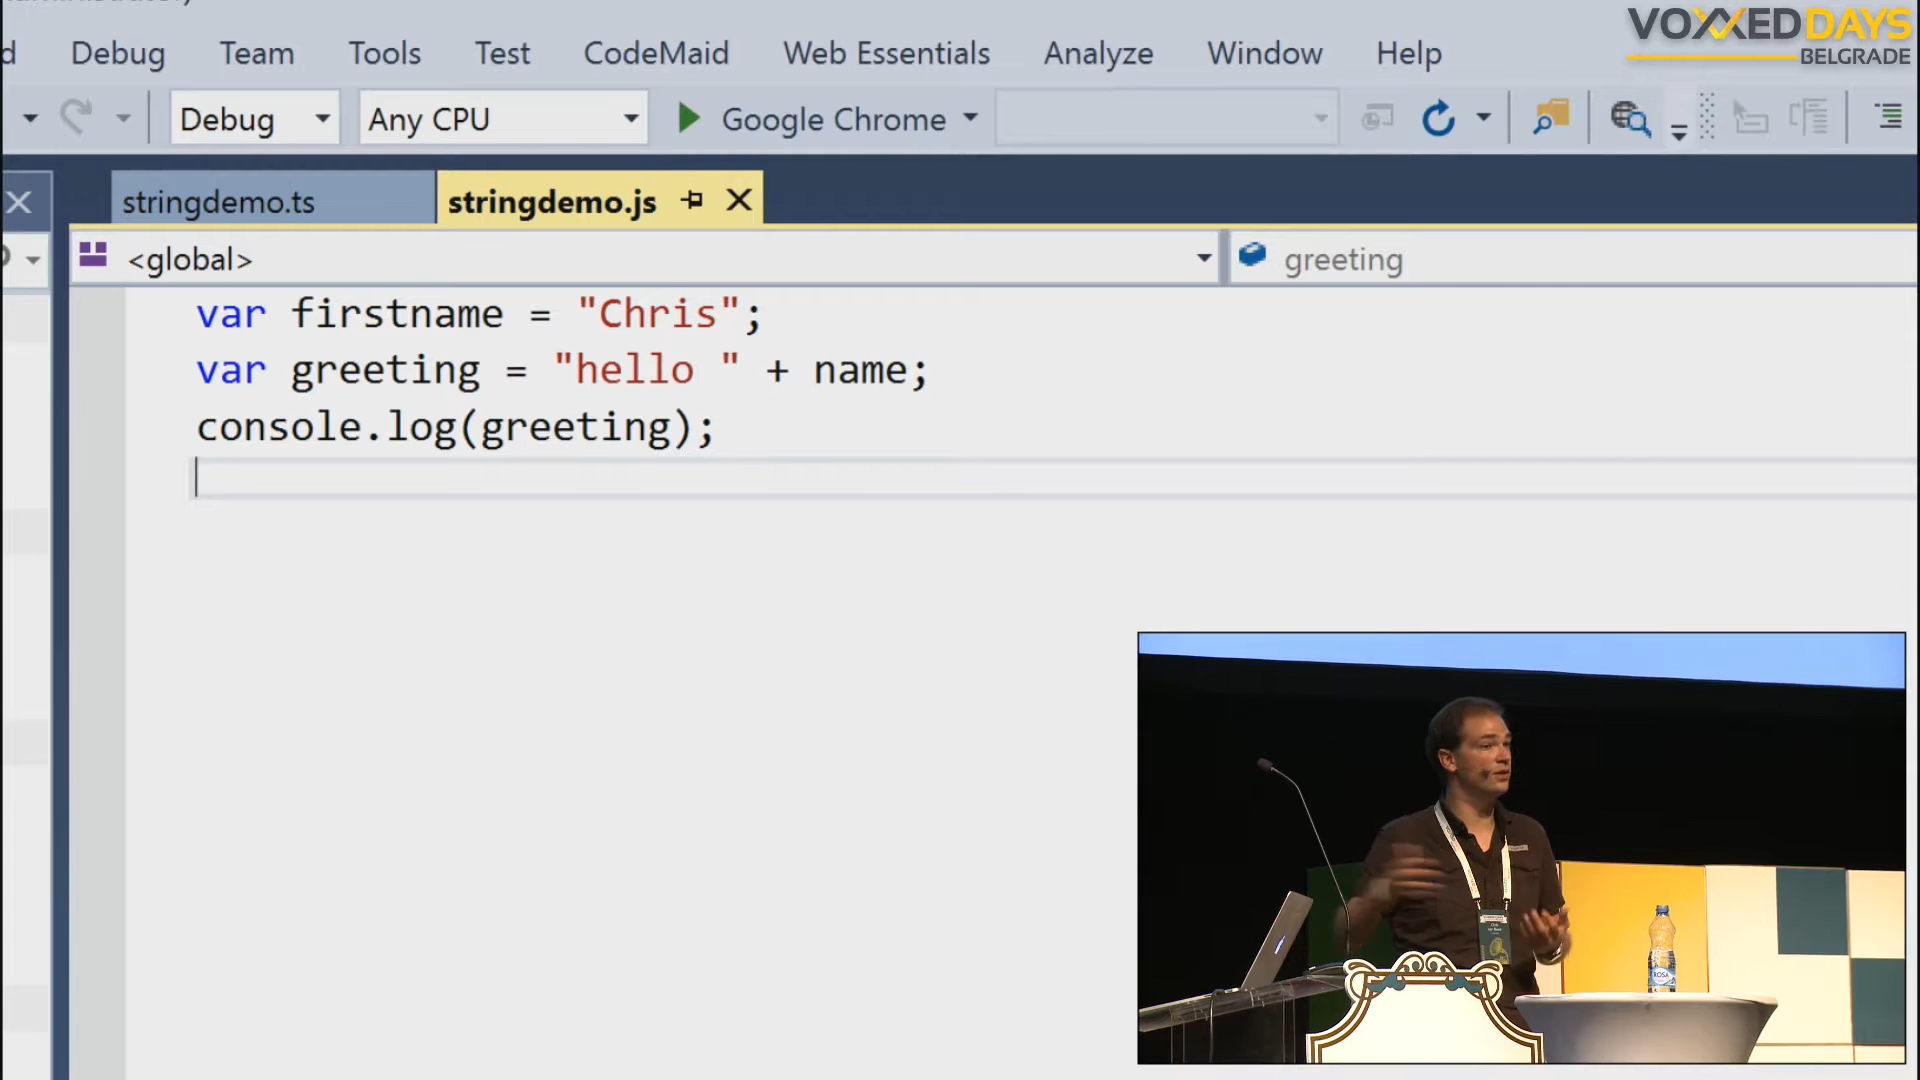 VOXXED DAYS
BELGRADE
Debug Team Tools Test CodeMaid Web Essentials Analyze Window Help
Debug Any CPU Google Chrome
stringdemo.ts stringdemo.js
<global> greeting
var firstname = "Chris";
var greeting = "hello " + name;
console.log(greeting);
ROSA